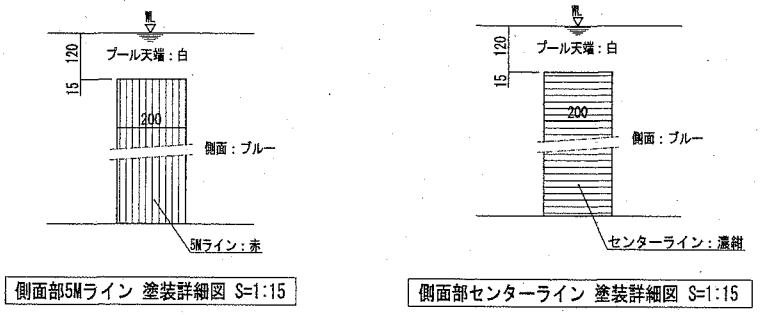 WL
120
プール天端:白
15
200
側面:ブルー
5Mライン:赤
側面部5Mライン 塗装詳細図 S=1:15
WL
120
プール天端:白
15
200
側面:ブルー
センターライン:濃紺
側面部センターライン 塗装詳細図 S=1:15